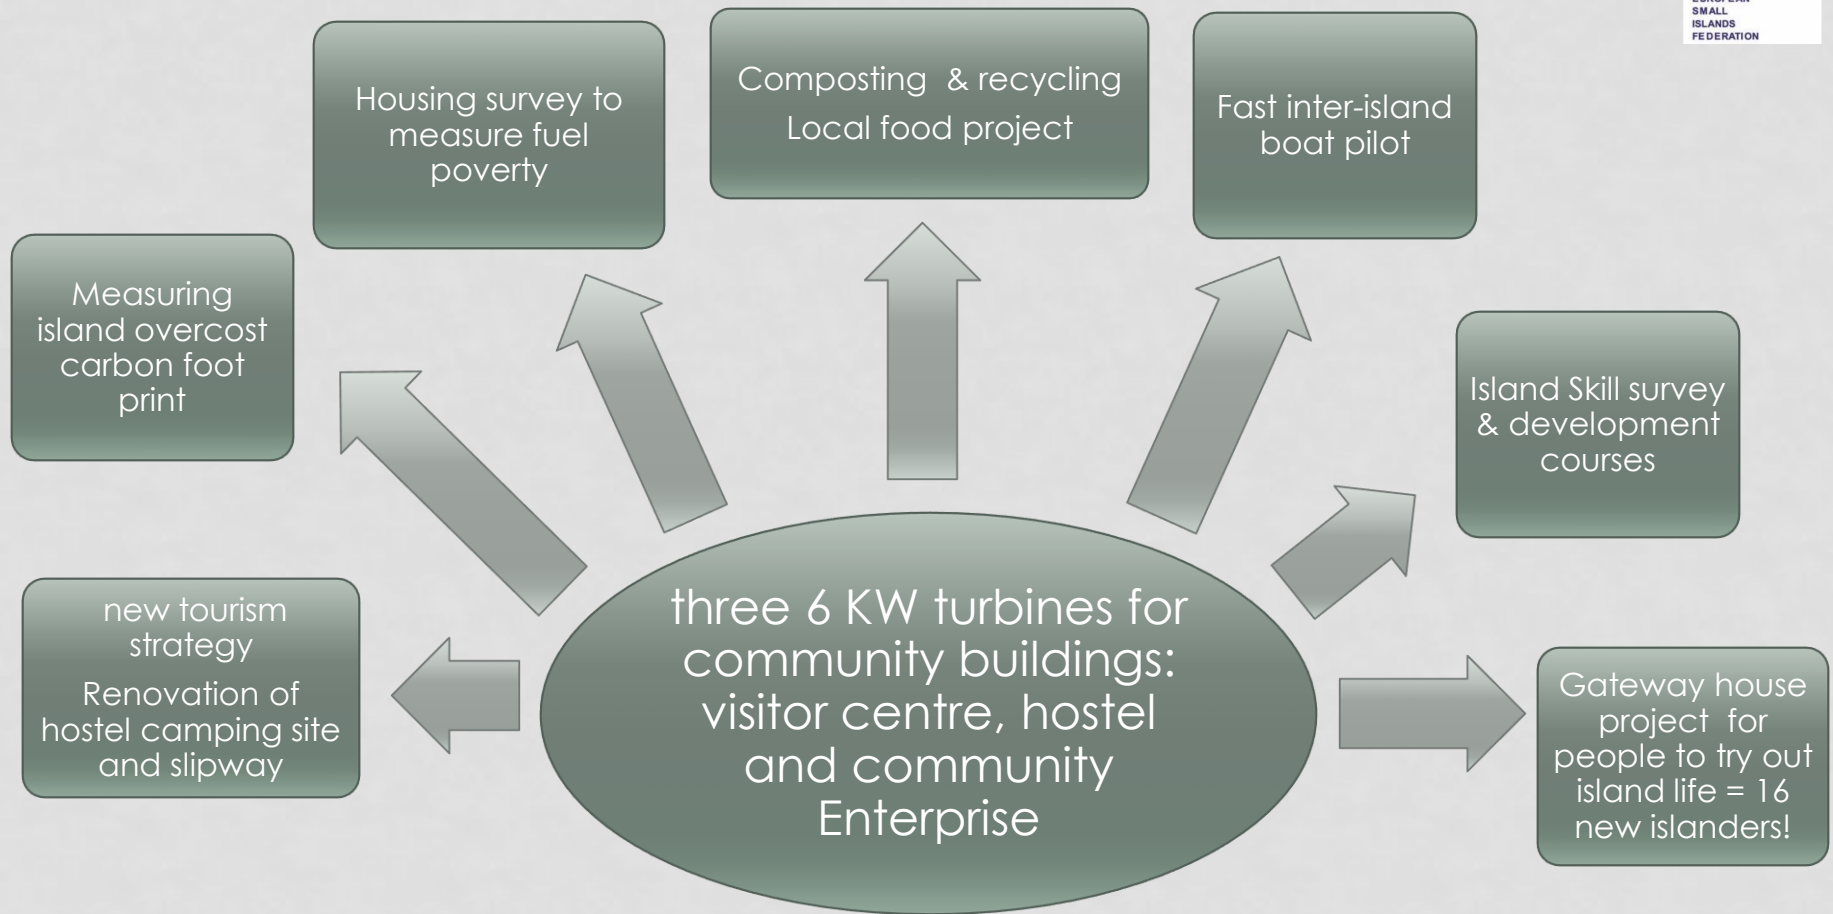 EUROPEAN
SMALL
ISLANDS
FEDERATION
Housing survey to
measure fuel
poverty
Composting & recycling
Local food project
Fast inter-island
boat pilot
Measuring
island overcost
carbon foot
print
Island Skill survey
& development
courses
new tourism
strategy
Renovation of
hostel camping site
and slipway
three 6 KW turbines for
community buildings:
visitor centre, hostel
and community
Enterprise
Gateway house
project for
people to try out
island life = 16
new islanders!